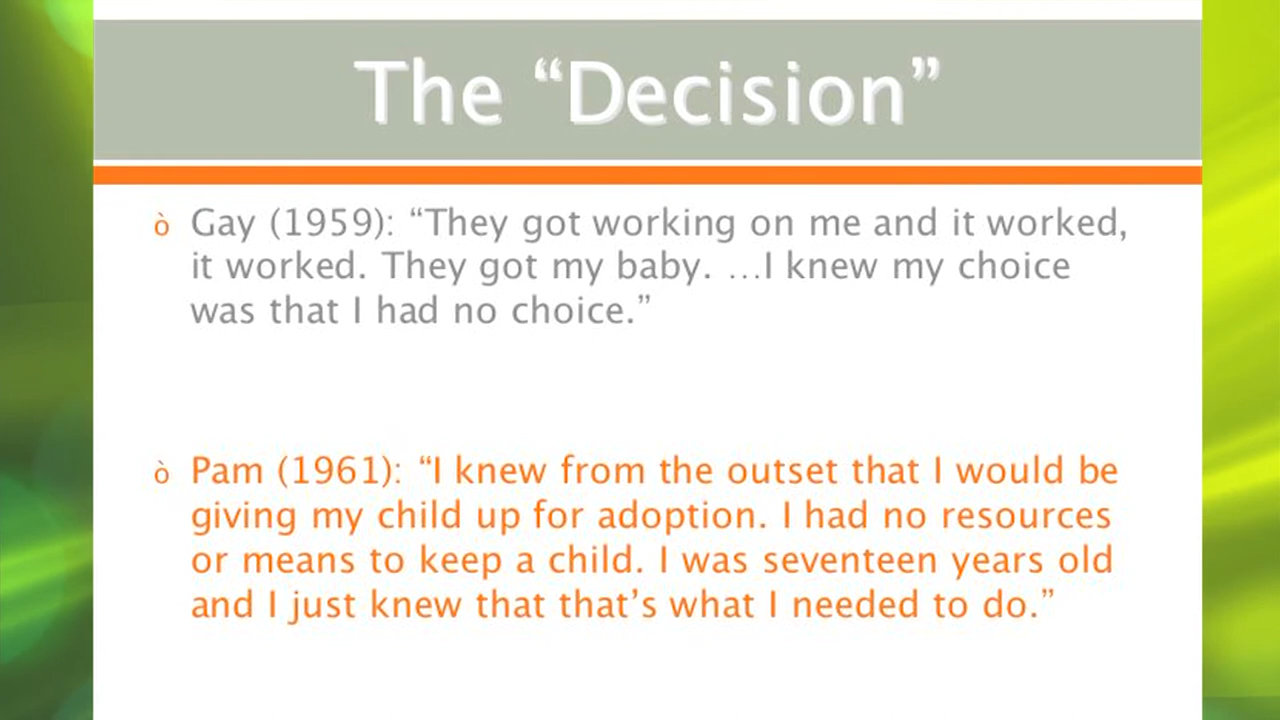 The “Decision”
ò Gay (1959): “They got working on me and it worked,
it worked. They got my baby. …I knew my choice
was that I had no choice.”
ò Pam (1961): “I knew from the outset that I would be
giving my child up for adoption. I had no resources
or means to keep a child. I was seventeen years old
and I just knew that that’s what I needed to do.”